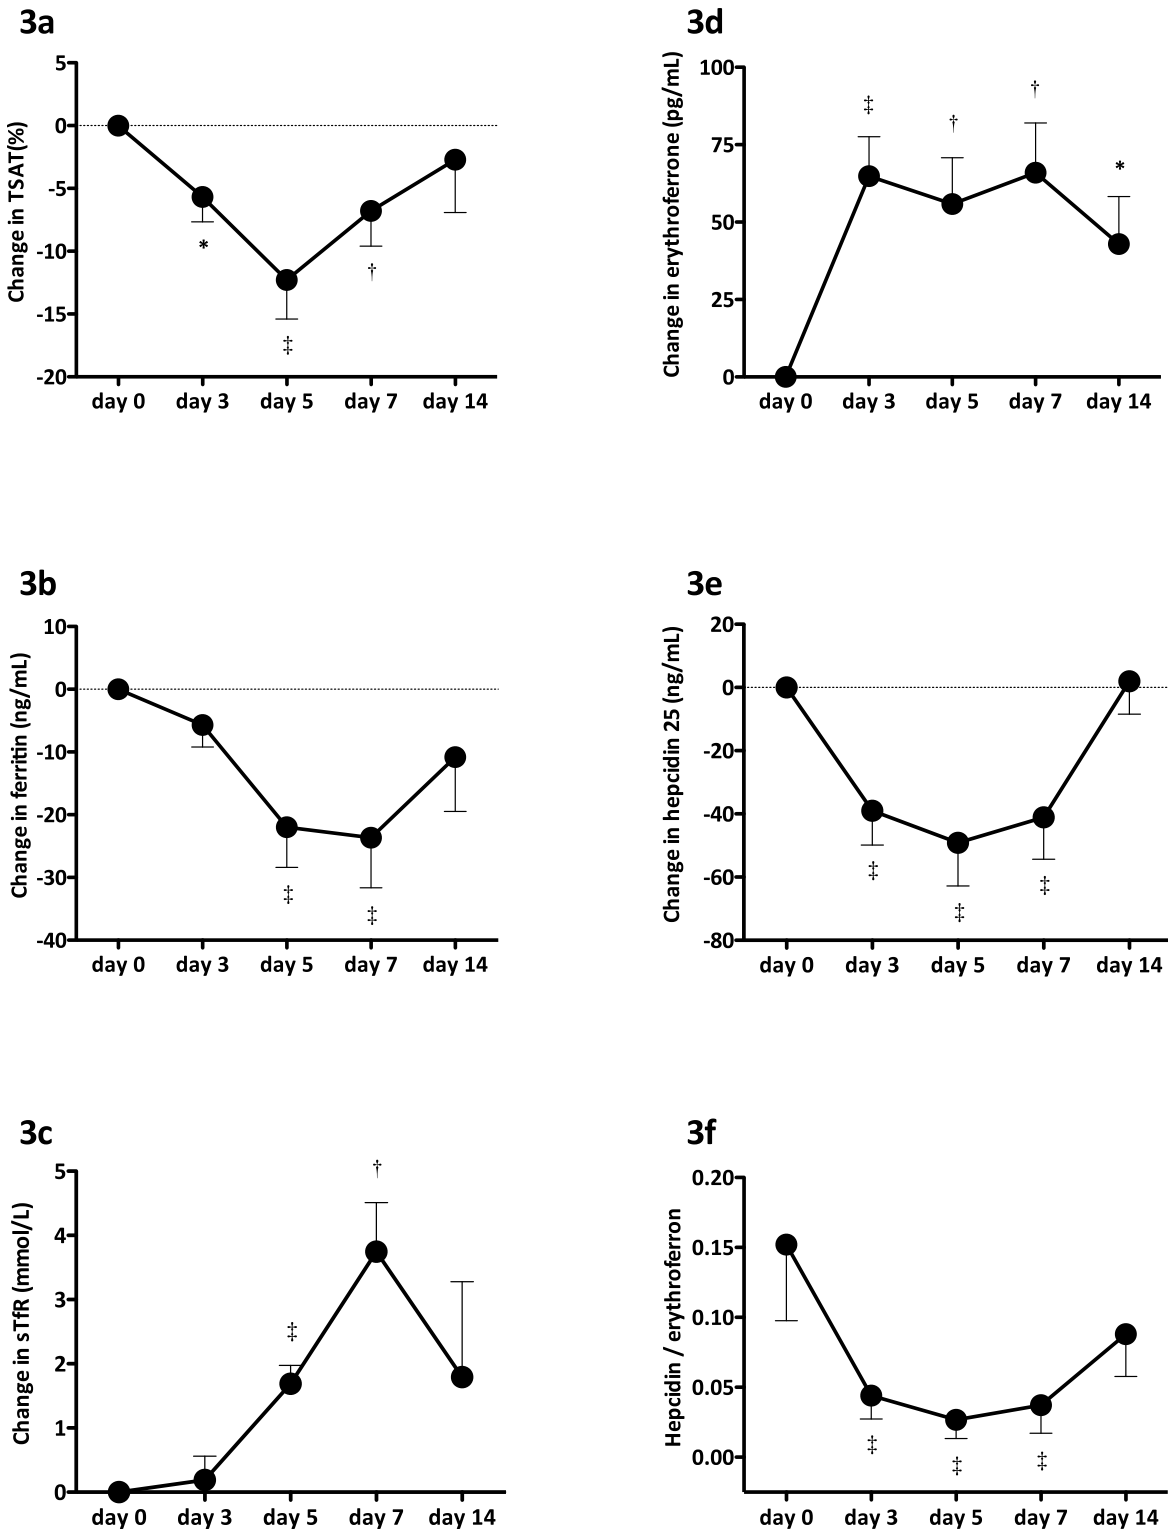 3a
Change in TSAT(%)
5
0
-5
-10
-15
-20
*
‡
†
day 0 day 3 day 5 day 7 day 14
3d
Change in erythroferrone (pg/mL)
100
75
50
25
0
‡
†
†
*
day 0 day 3 day 5 day 7 day 14
3b
Change in ferritin (ng/mL)
10
0
-10
-20
-30
-40
‡
‡
day 0 day 3 day 5 day 7 day 14
3e
Change in hepcidin 25 (ng/mL)
20
0
-20
-40
-60
-80
‡
‡
‡
day 0 day 3 day 5 day 7 day 14
3c
Change in sTfR (mmol/L)
5
4
3
2
1
0
‡
†
day 0 day 3 day 5 day 7 day 14
3f
Hepcidin / erythroferron
0.20
0.15
0.10
0.05
0.00
‡
‡
‡
day 0 day 3 day 5 day 7 day 14